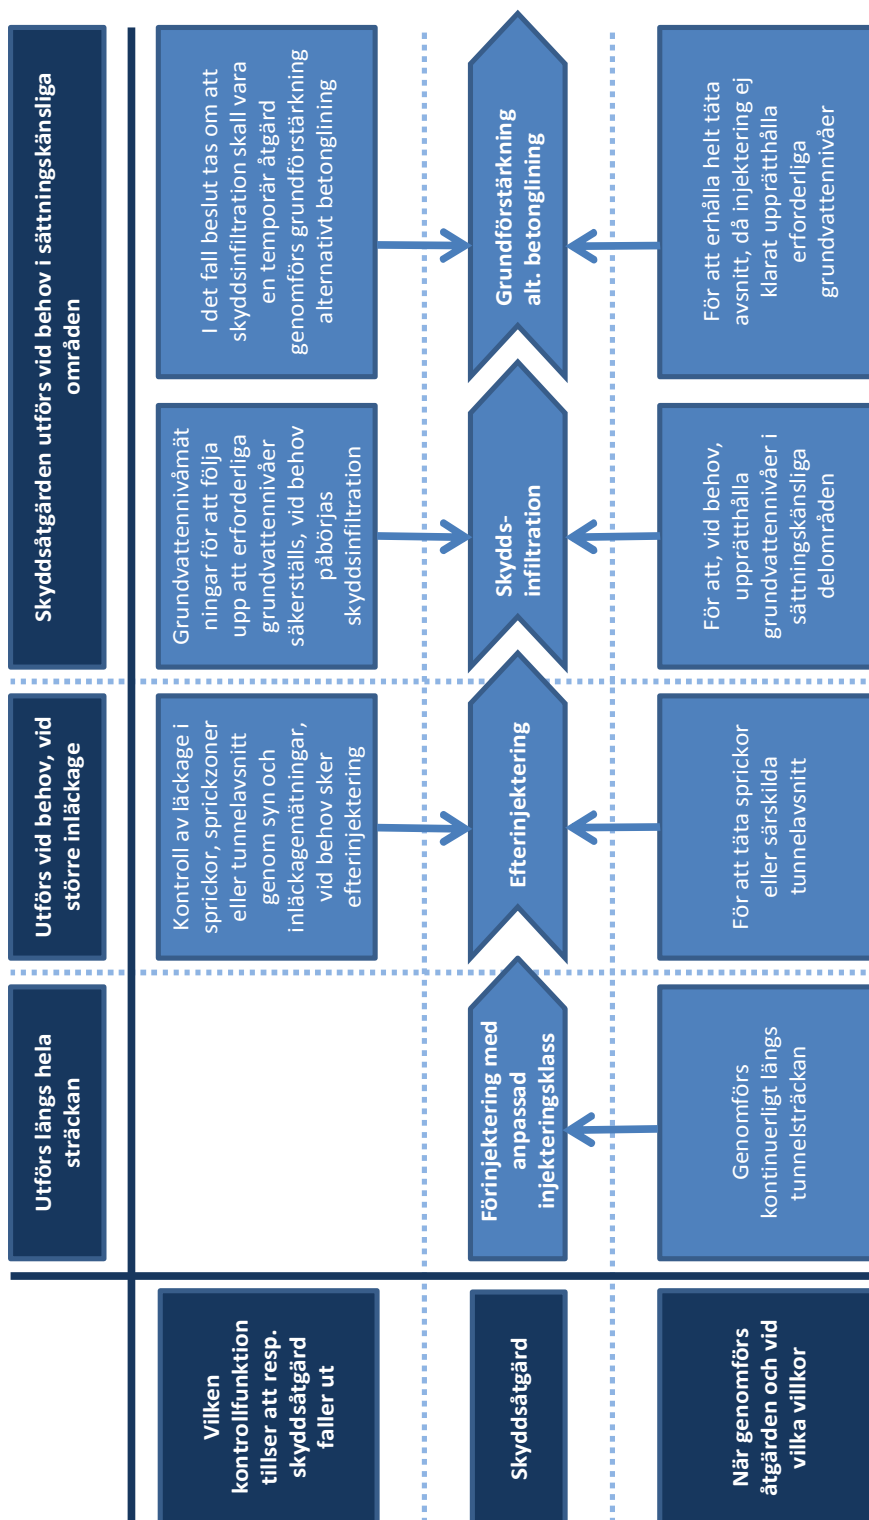 Utförs längs hela
sträckan
Utförs vid behov, vid
större inläckage
Skyddsåtgärden utförs vid behov i sättningskänsliga
områden
Vilken
kontrollfunktion
tillser att resp.
skyddsåtgärd
faller ut
Kontroll av läckage i
sprickor, sprickzoner
eller tunnelavsnitt
genom syn och
inläckagemätningar,
vid behov sker
efterinjektering
Grundvattennivåmät
ningar för att följa
upp att erforderliga
grundvattennivåer
säkerställs, vid behov
påbörjas
skyddsinfiltration
I det fall beslut tas om att
skyddsinfiltration skall vara
en temporär åtgärd
genomförs grundförstärkning
alternativt betonglining
Skyddsåtgärd
Förinjektering med
anpassad
injekteringsklass
Efterinjektering
Skydds-
infiltration
Grundförstärkning
alt. betonglining
När genomförs
åtgärden och vid
vilka villkor
Genomförs
kontinuerligt längs
tunnelsträckan
För att täta sprickor
eller särskilda
tunnelavsnitt
För att, vid behov,
upprätthålla
grundvattennivåer i
sättningskänsliga
delområden
För att erhålla helt täta
avsnitt, då injektering ej
klarat upprätthålla
erforderliga
grundvattennivåer